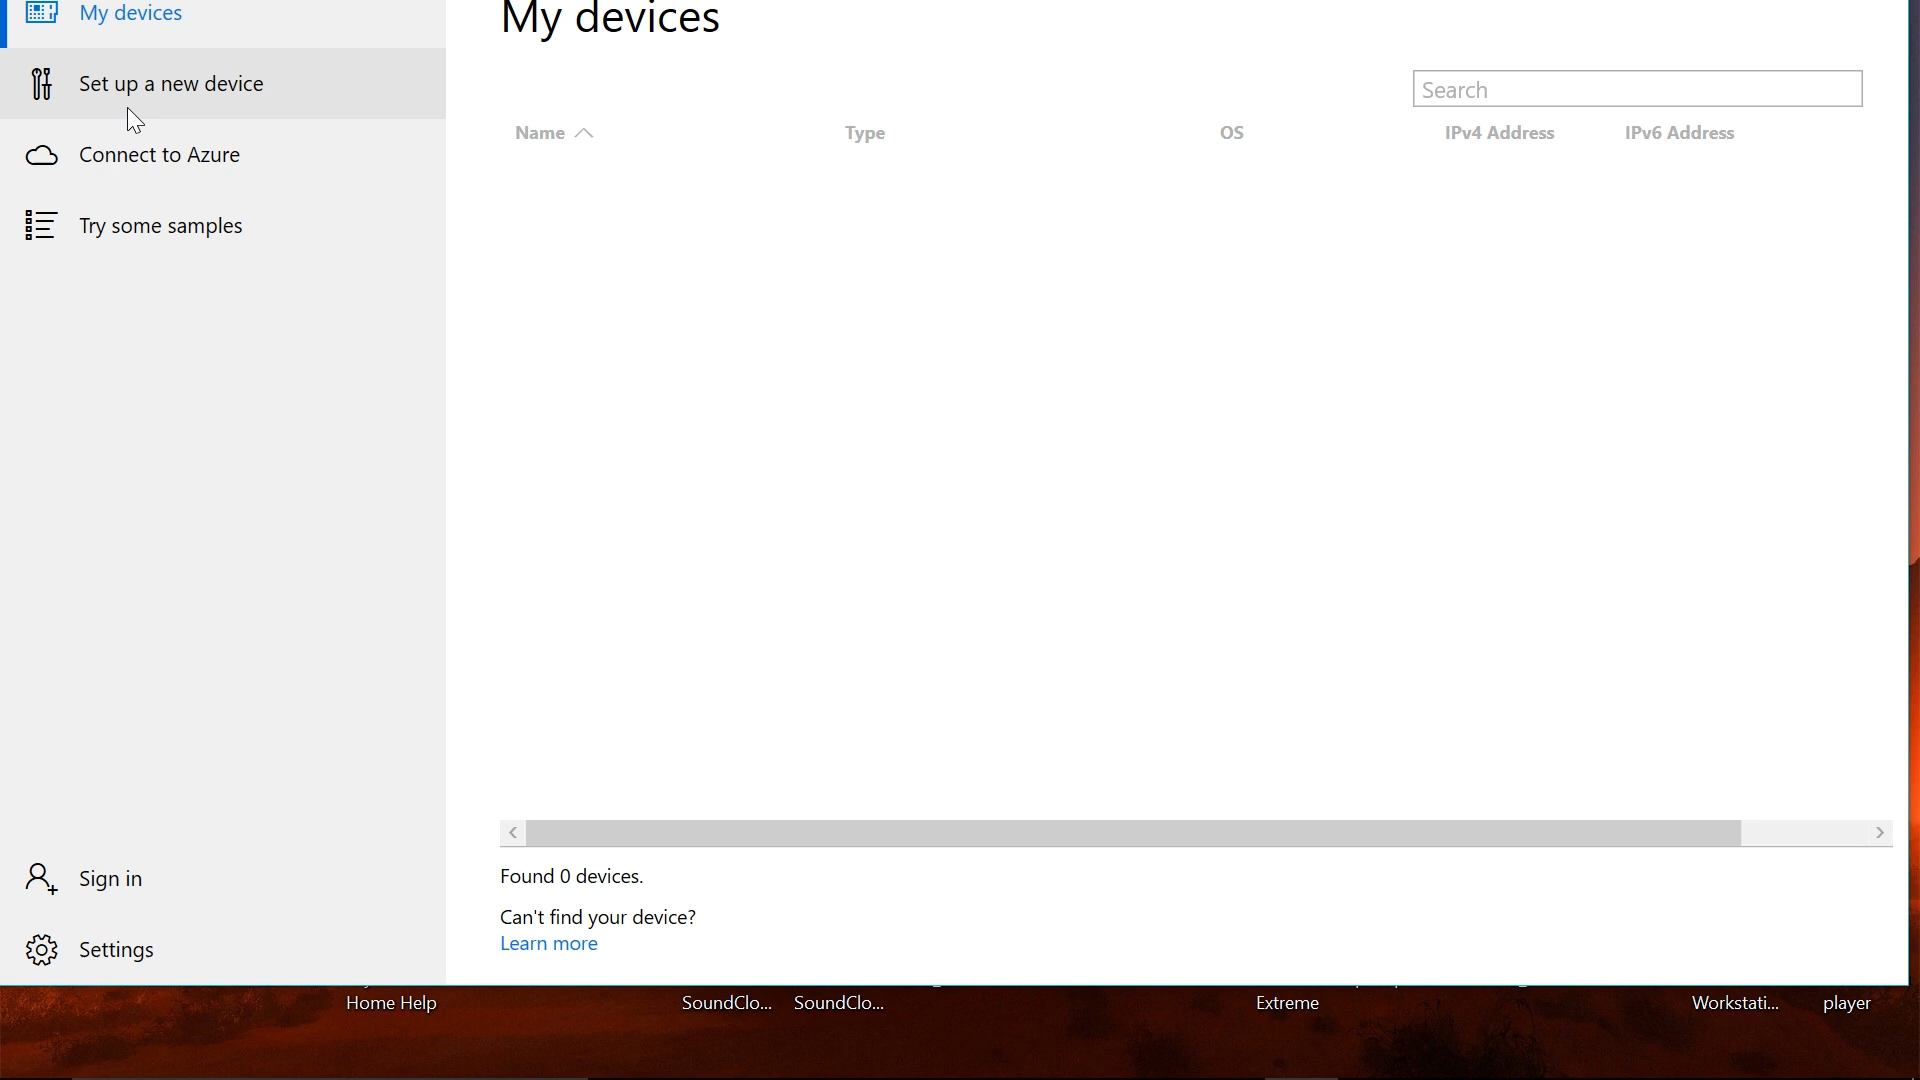 My devices
Set up a new device
Connect to Azure
Try some samples
Sign in
Settings
My devices
Search
Name Type OS IPv4 Address IPv6 Address
Found 0 devices.
Can't find your device?
Learn more
Home Help SoundClo... SoundClo... Extreme Workstati... player